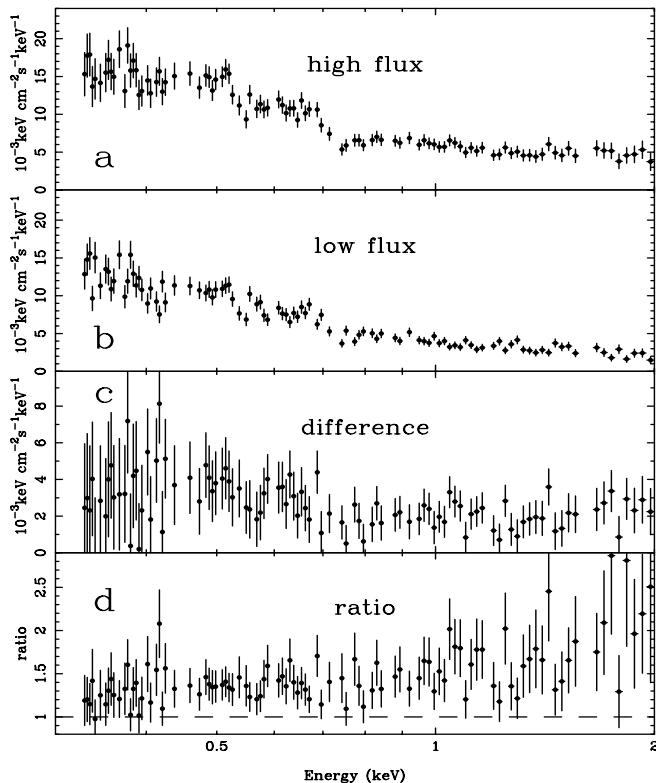 20
15
10
5
0
10⁻³keV cm⁻²s⁻¹keV⁻¹
high flux
a
20
15
10
5
0
10⁻³keV cm⁻²s⁻¹keV⁻¹
low flux
b
8
6
4
2
0
10⁻³keV cm⁻²s⁻¹keV⁻¹
c
difference
2.5
2
1.5
1
ratio
d
ratio
0.5 1 2
Energy (keV)